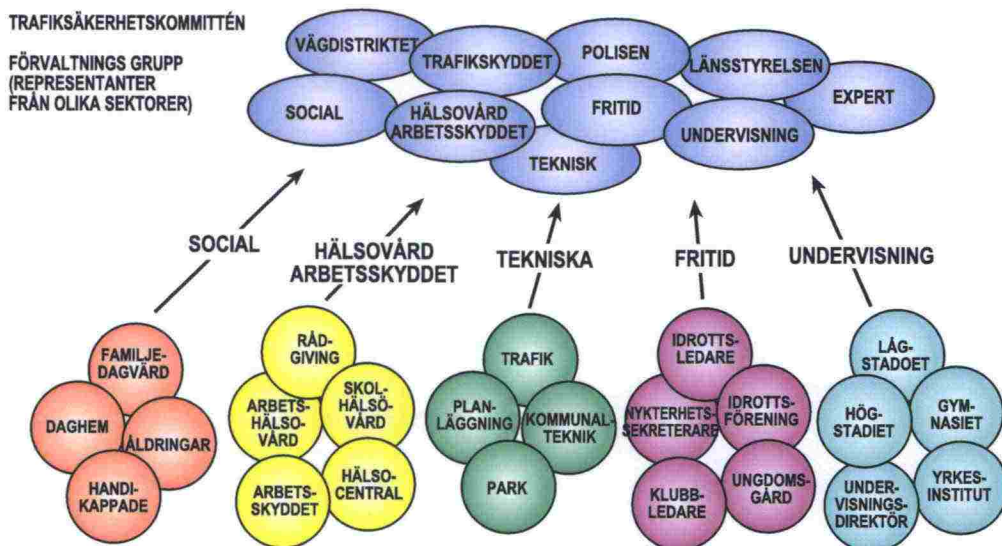 TRAFIKSÄKERHETSKOMMITTÉN
FÖRVALTNINGS GRUPP
(REPRESENTANTER
FRÅN OLIKA SEKTORER)
VÄGDISTRIKTET
TRAFIKSKYDDET
POLISEN
LÄNSSTYRELSEN
EXPERT
SOCIAL
HÄLSOVÅRD
ARBETSSKYDDET
TEKNISK
FRITID
UNDERVISNING
SOCIAL
HÄLSOVÅRD
ARBETSSKYDDET
TEKNISKA
FRITID
UNDERVISNING
FAMILJE-
DAGVÄRD
DAGHEM
ÅLDRINGAR
HANDI-
KAPPADE
RÅD-
GIVING
ARBETS-
HÄLSO-
VÅRD
SKOL-
HÄLSÖ-
VÅRD
ARBETS-
SKYDDET
HÄLSO-
CENTRAL
TRAFIK
PLAN-
LÄGGNING
KOMMUNAL-
TEKNIK
PARK
IDROTTS-
LEDARE
NYKTERHETS-
SEKRETERARE
IDROTTS-
FÖRENING
KLUBB-
LEDARE
UNGDOMS-
GÅRD
LÅG-
STADOET
HÖG-
STADIET
GYM-
NASIET
UNDER-
VISNINGS-
DIREKTÖR
YRKES-
INSTITUT